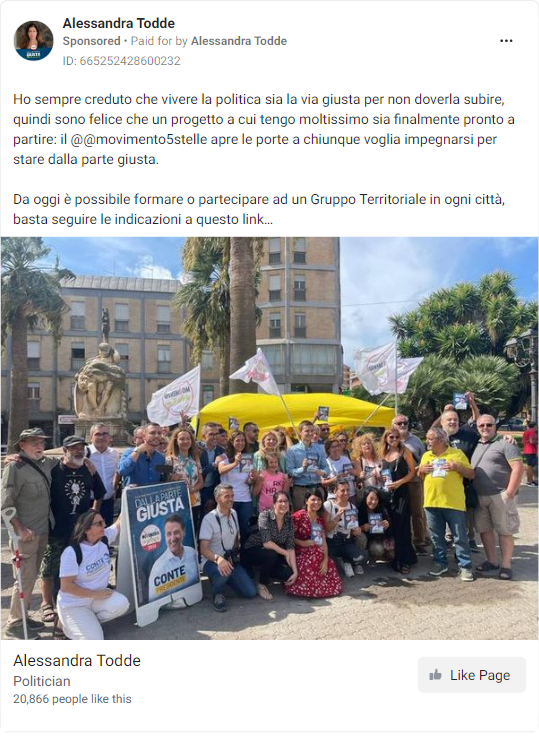 Alessandra Todde
Sponsored • Paid for by Alessandra Todde
ID: 665252428600232
Ho sempre creduto che vivere la politica sia la via giusta per non doverla subire,
quindi sono felice che un progetto a cui tengo moltissimo sia finalmente pronto a
partire: il @@movimento5stelle apre le porte a chiunque voglia impegnarsi per
stare dalla parte giusta.
Da oggi è possibile formare o partecipare ad un Gruppo Territoriale in ogni città,
basta seguire le indicazioni a questo link...
DALLA PARTE
GIUSTA
CONTE
PRESIDENTE
CONTE
Alessandra Todde
Politician
20,866 people like this
Like Page